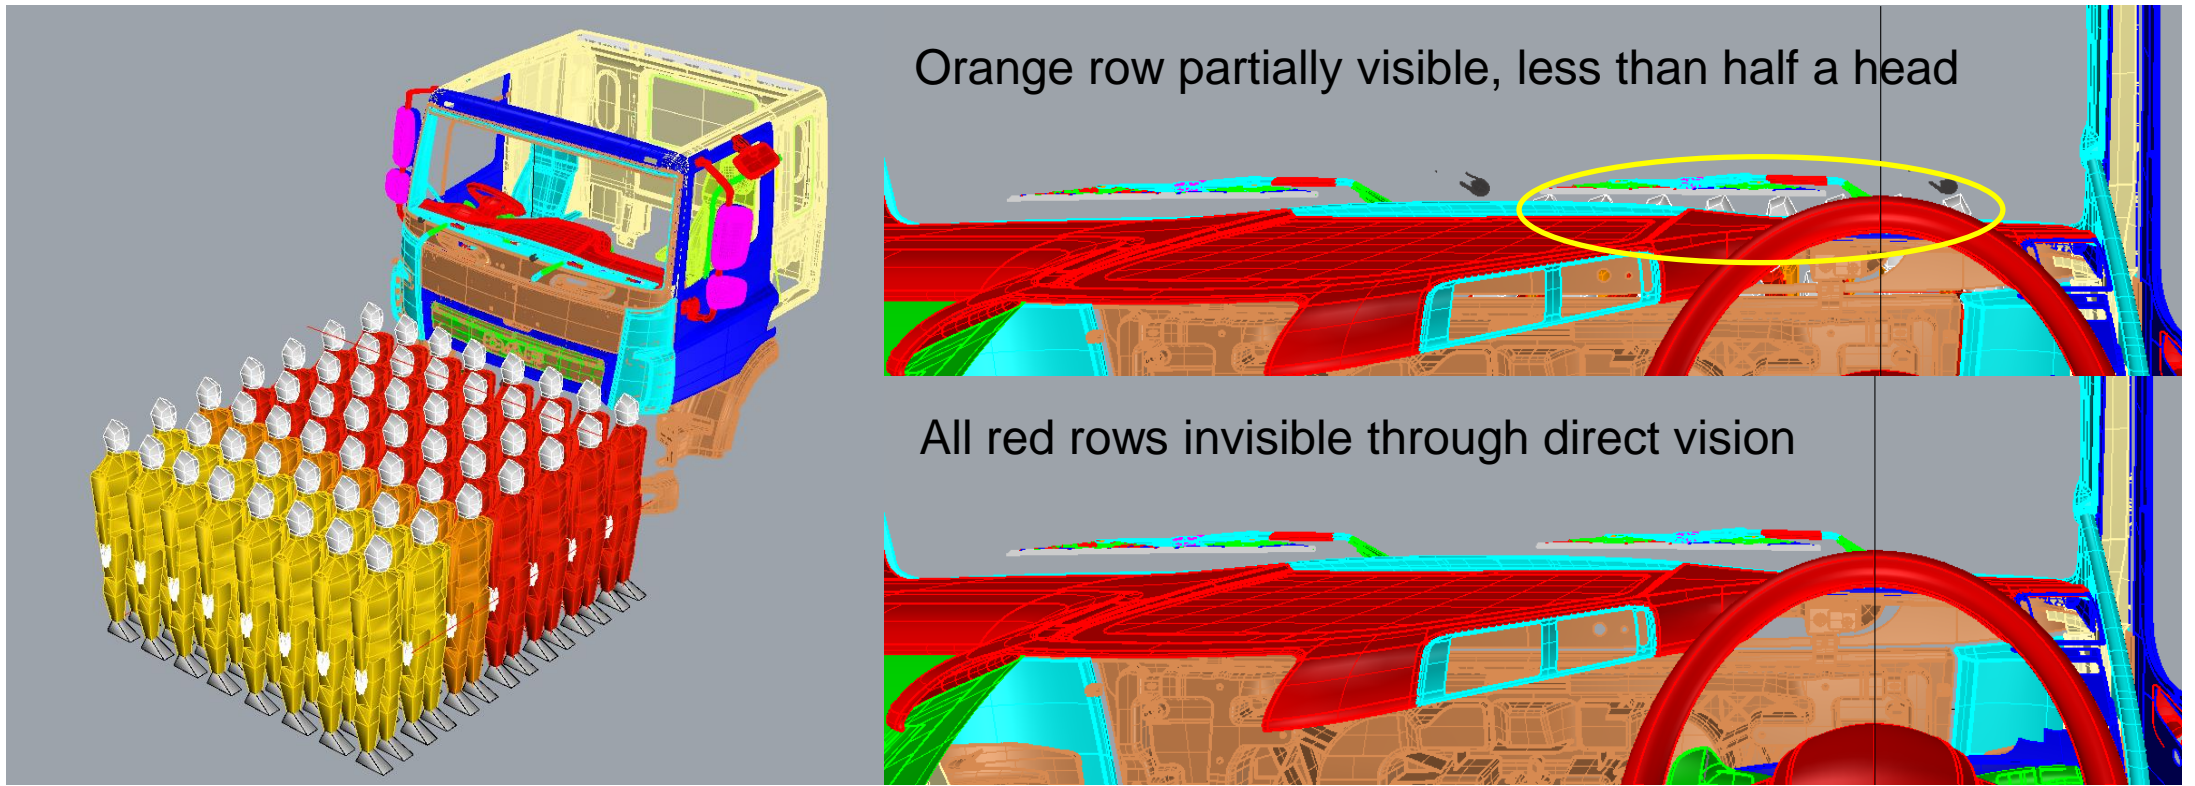 Orange row partially visible, less than half a head
All red rows invisible through direct vision